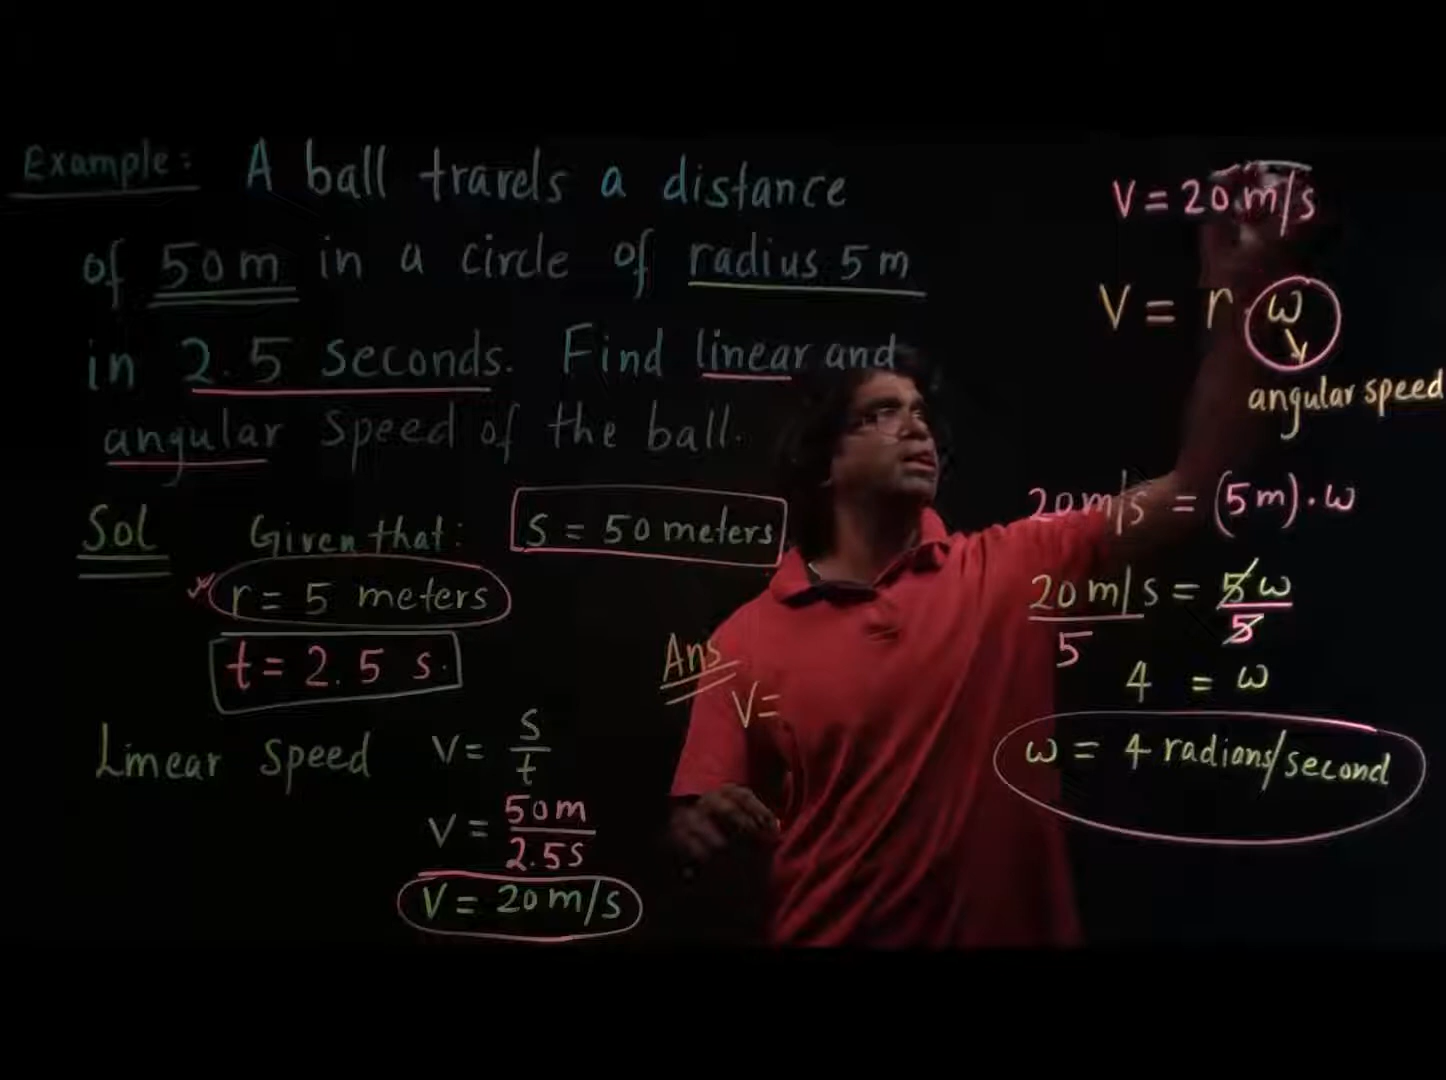 Example: A ball travels a distance
of 50m in a circle of radius 5m
in 2.5 seconds. Find linear and
angular speed of the ball.
Sol Given that: S = 50 meters
r = 5 meters
t = 2.5 s.
Linear Speed V = S/t
V = 50m/2.5s
V = 20m/s
Ans
V =
V = 20 m/s
V = r ω
angular speed
20m/s = (5m).ω
20m/s/5 = 5ω/5
4 = ω
ω = 4 radians/second